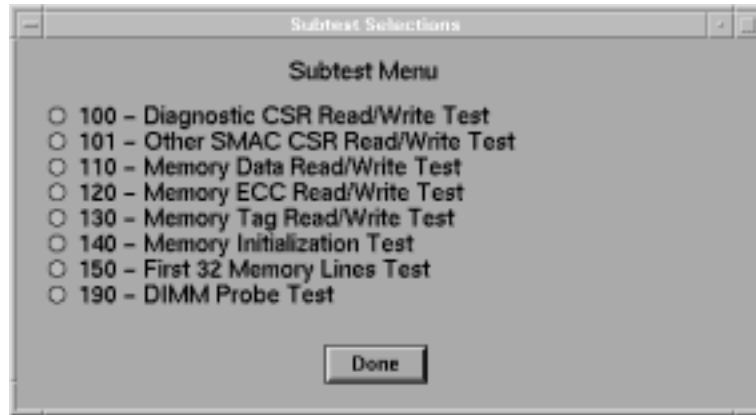 Subtest Selections
Subtest Menu
100 – Diagnostic CSR Read/Write Test
101 – Other SMAC CSR Read/Write Test
110 – Memory Data Read/Write Test
120 – Memory ECC Read/Write Test
130 – Memory Tag Read/Write Test
140 – Memory Initialization Test
150 – First 32 Memory Lines Test
190 – DIMM Probe Test
Done